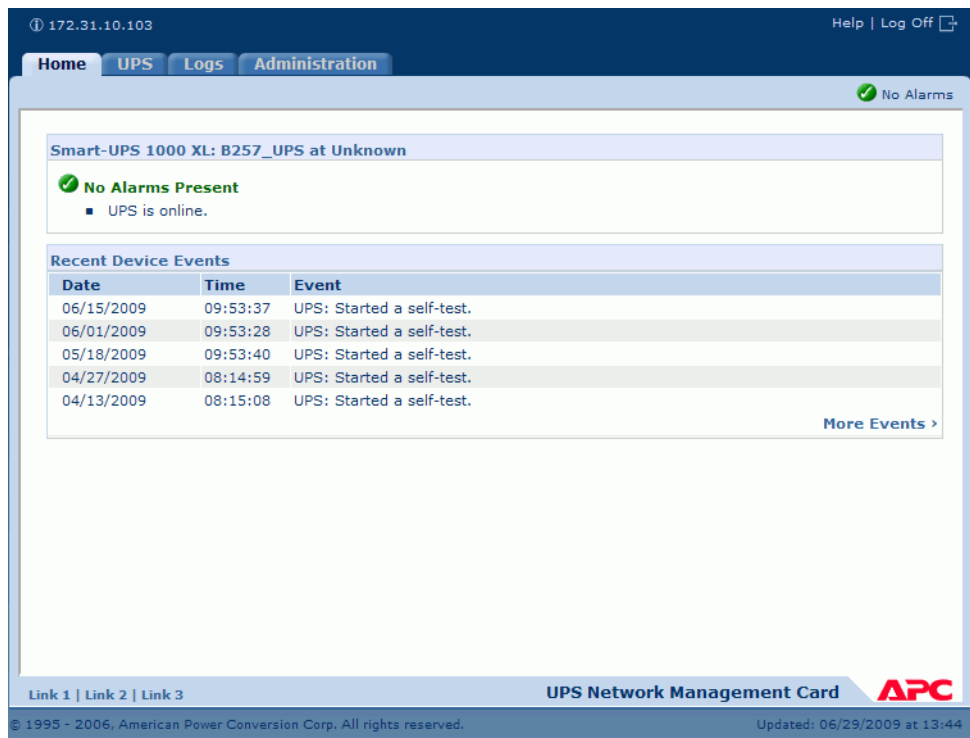 172.31.10.103
Help | Log Off
Home UPS Logs Administration
No Alarms
Smart-UPS 1000 XL: B257_UPS at Unknown
No Alarms Present
UPS is online.
Recent Device Events
Date Time Event
06/15/2009 09:53:37 UPS: Started a self-test.
06/01/2009 09:53:28 UPS: Started a self-test.
05/18/2009 09:53:40 UPS: Started a self-test.
04/27/2009 08:14:59 UPS: Started a self-test.
04/13/2009 08:15:08 UPS: Started a self-test.
More Events ›
Link 1 | Link 2 | Link 3
UPS Network Management Card
APC
© 1995 - 2006, American Power Conversion Corp. All rights reserved.
Updated: 06/29/2009 at 13:44